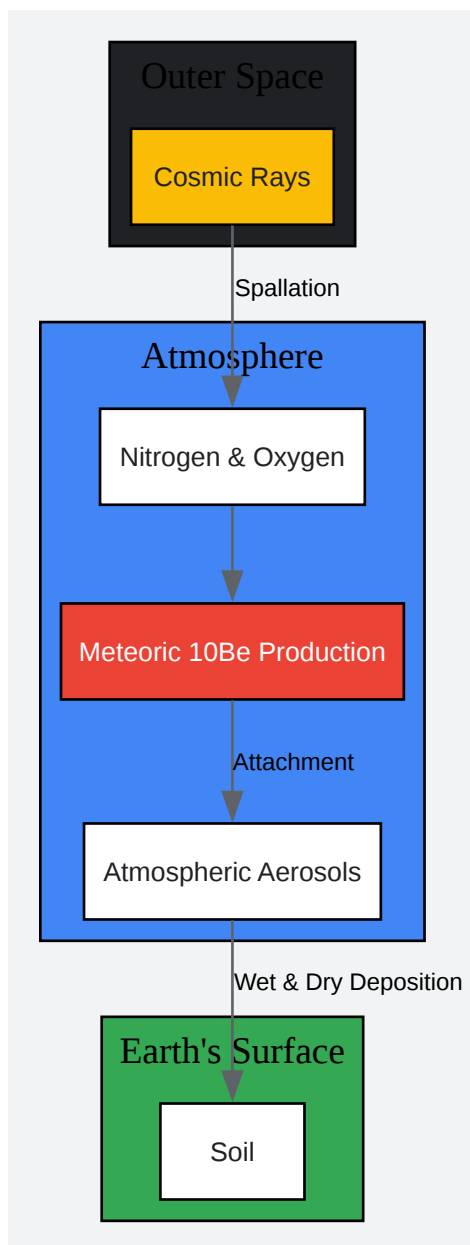 Outer Space
Cosmic Rays
Spallation
Atmosphere
Nitrogen & Oxygen
Meteoric 10Be Production
Attachment
Atmospheric Aerosols
Wet & Dry Deposition
Earth's Surface
Soil